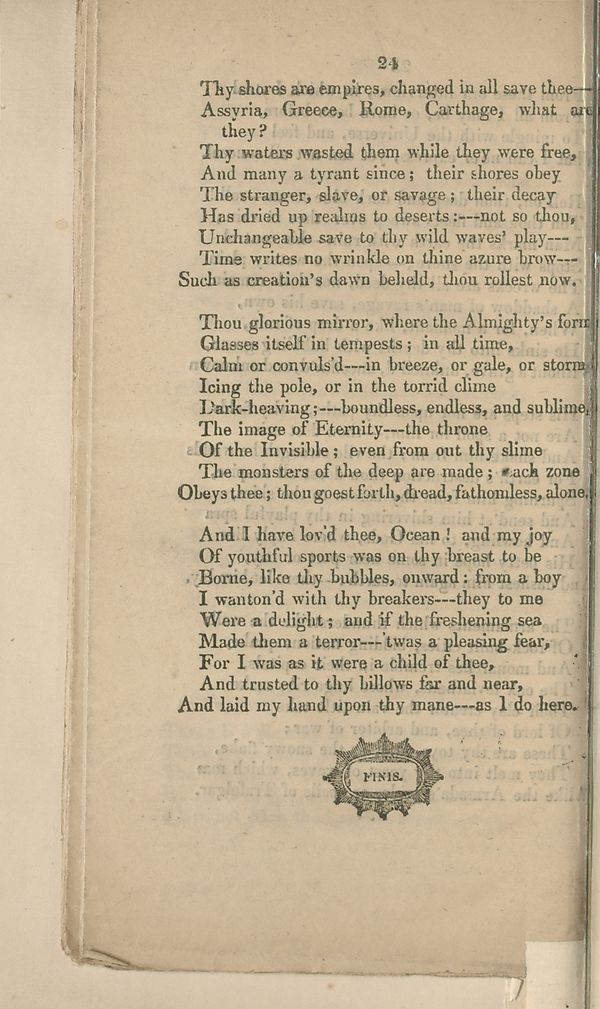 24
Thy shores are empires, changed in all save thee—
Assyria, Greece, Rome, Carthage, what are
they?
Thy waters wasted them while they were free,
And many a tyrant since; their shores obey
The stranger, slave, or savage; their decay
Has dried up realms to deserts:---not so thou,
Unchangeable save to thy wild waves' play---
Time writes no wrinkle on thine azure brow---
Such as creation's dawn beheld, thou rollest now.
Thou glorious mirror, where the Almighty's form
Glasses itself in tempests; in all time,
Calm or convuls'd---in breeze, or gale, or storm,
Icing the pole, or in the torrid clime
Dark-heaving;---boundless, endless, and sublime,
The image of Eternity---the throne
Of the Invisible; even from out thy slime
The monsters of the deep are made; each zone
Obeys thee; thou goest forth, dread, fathomless, alone.
And I have lov'd thee, Ocean! and my joy
Of youthful sports was on thy breast to be
Borne, like thy bubbles, onward: from a boy
I wanton'd with thy breakers---they to me
Were a delight; and if the freshening sea
Made them a terror---'twas a pleasing fear,
For I was as it were a child of thee,
And trusted to thy billows far and near,
And laid my hand upon thy mane---as I do here.
FINIS.